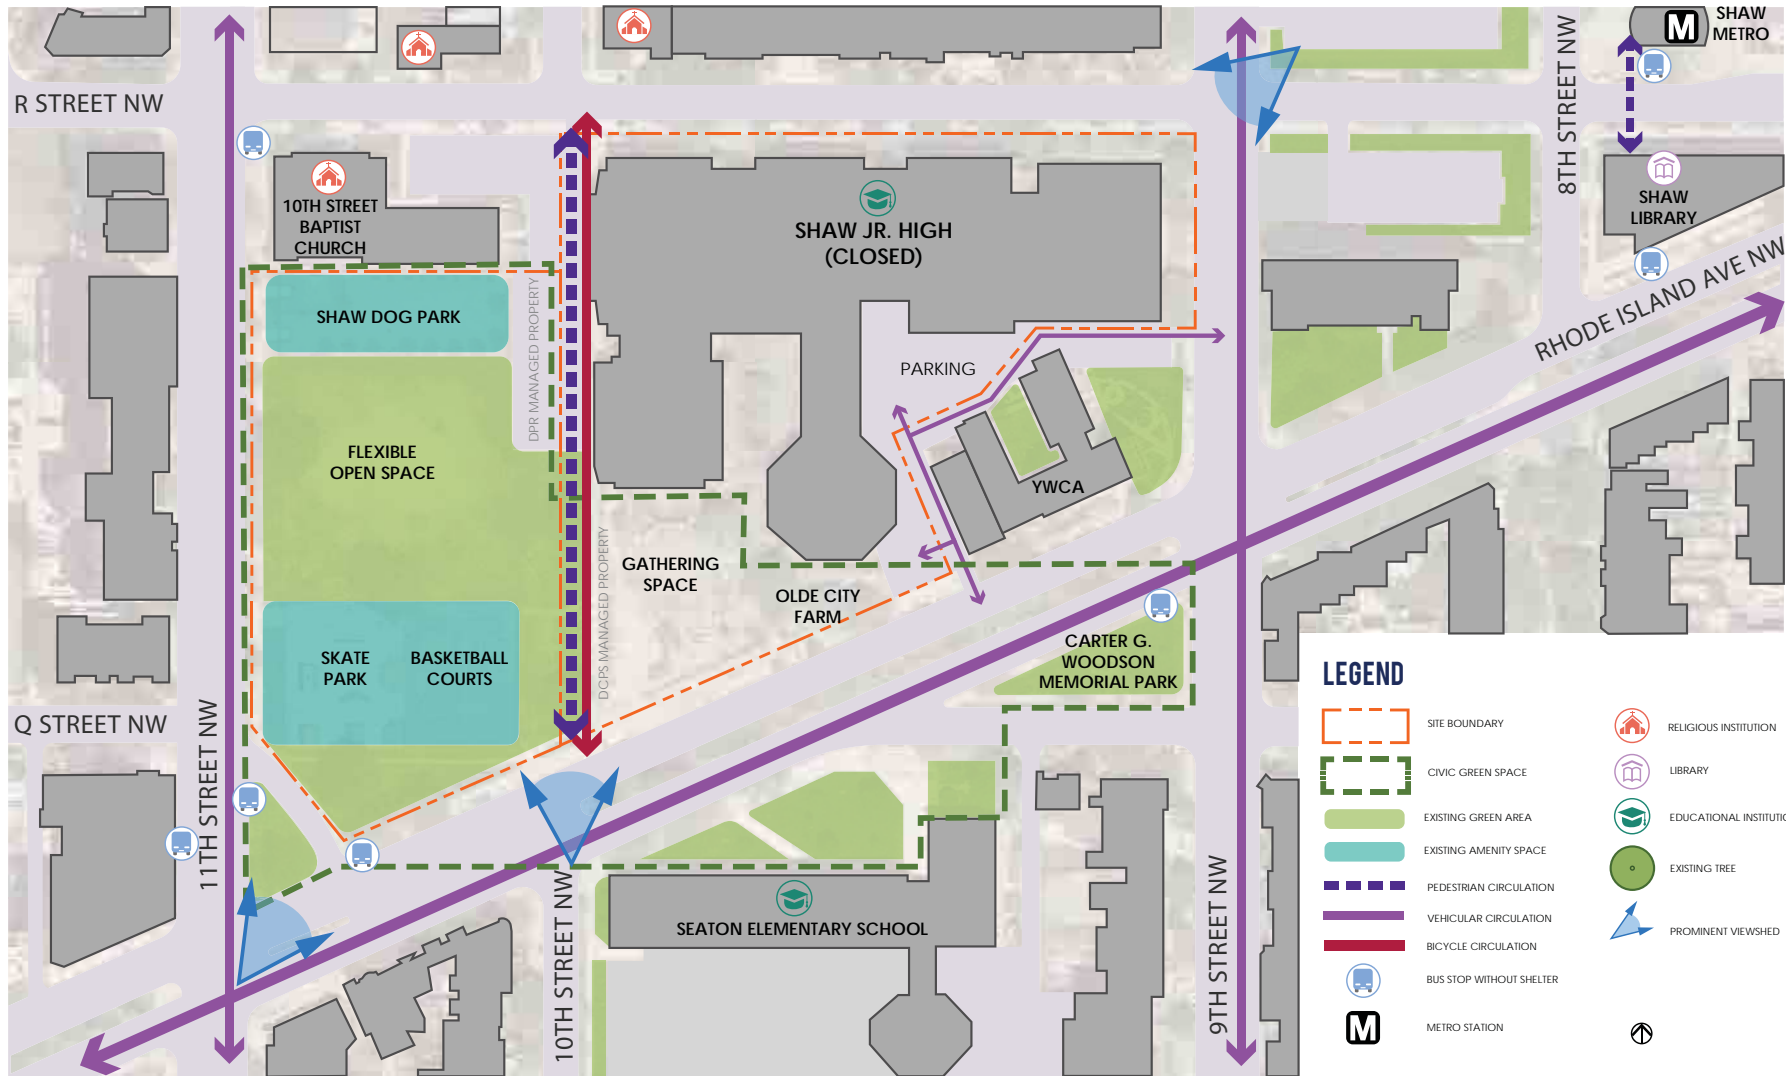 SHAW
METRO
M
R STREET NW
8TH STREET NW
10TH STREET
BAPTIST
CHURCH
SHAW JR. HIGH
(CLOSED)
SHAW
LIBRARY
RHODE ISLAND AVE NW
SHAW DOG PARK
DPR MANAGED PROPERTY
PARKING
FLEXIBLE
OPEN SPACE
YWCA
GATHERING
SPACE
DCPS MANAGED PROPERTY
OLDE CITY
FARM
SKATE
PARK
BASKETBALL
COURTS
CARTER G.
WOODSON
MEMORIAL PARK
Q STREET NW
11TH STREET NW
10TH STREET NW
9TH STREET NW
SEATON ELEMENTARY SCHOOL
LEGEND
SITE BOUNDARY
CIVIC GREEN SPACE
EXISTING GREEN AREA
EXISTING AMENITY SPACE
PEDESTRIAN CIRCULATION
VEHICULAR CIRCULATION
BICYCLE CIRCULATION
BUS STOP WITHOUT SHELTER
M
METRO STATION
RELIGIOUS INSTITUTION
LIBRARY
EDUCATIONAL INSTITUTIO
EXISTING TREE
PROMINENT VIEWSHED